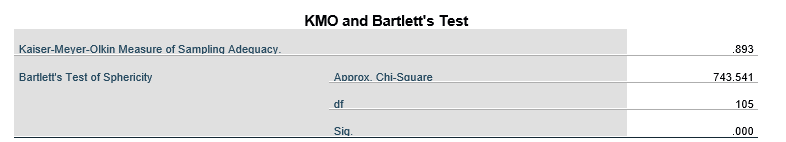 KMO and Bartlett's Test
Kaiser-Meyer-Olkin Measure of Sampling Adequacy. .893
Bartlett's Test of Sphericity Approx. Chi-Square 743.541
df 105
Sig. .000